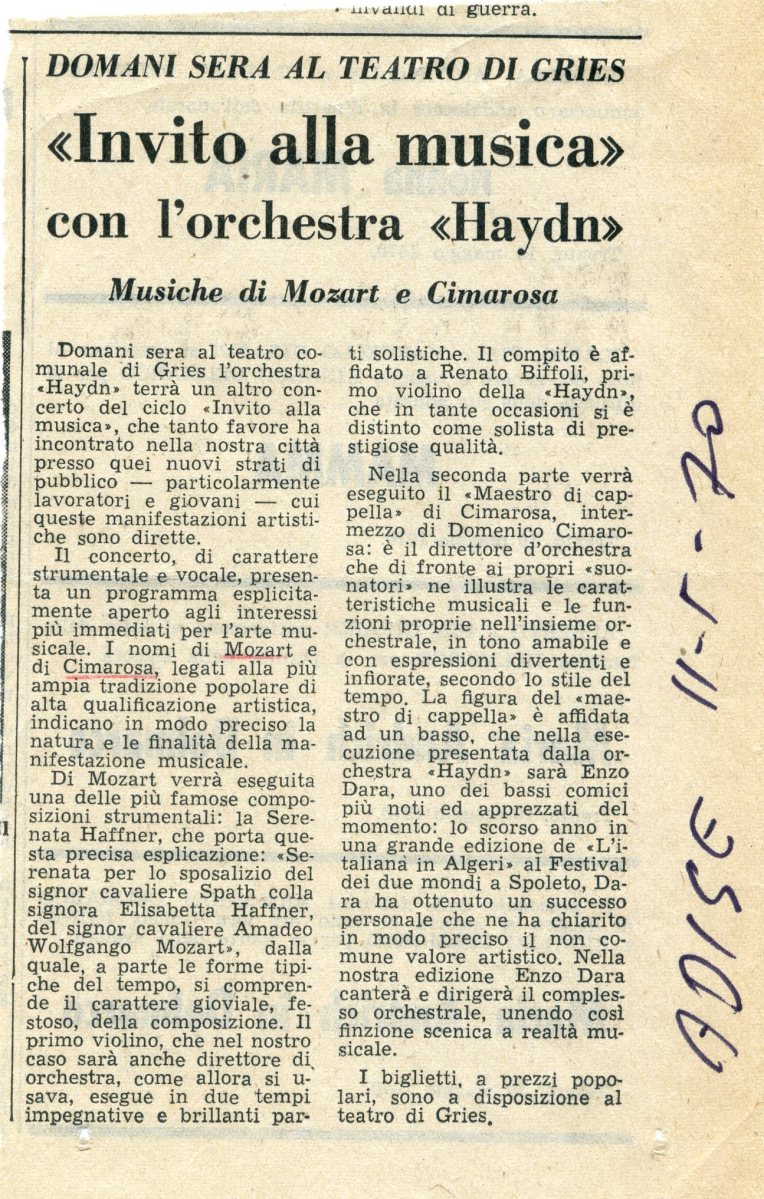 invalidi di guerra.
DOMANI SERA AL TEATRO DI GRIES
«Invito alla musica»
con l'orchestra «Haydn»
Musiche di Mozart e Cimarosa
Domani sera al teatro co-
munale di Gries l'orchestra
«Haydn» terrà un altro con-
certo del ciclo «Invito alla
musica», che tanto favore ha
incontrato nella nostra città
presso quei nuovi strati di
pubblico — particolarmente
lavoratori e giovani — cui
queste manifestazioni artisti-
che sono dirette.
Il concerto, di carattere
strumentale e vocale, presen-
ta un programma esplicita-
mente aperto agli interessi
più immediati per l'arte mu-
sicale. I nomi di Mozart e
di Cimarosa, legati alla più
ampia tradizione popolare di
alta qualificazione artistica,
indicano in modo preciso la
natura e le finalità della ma-
nifestazione musicale.
Di Mozart verrà eseguita
una delle più famose compo-
sizioni strumentali: la Sere-
nata Haffner, che porta que-
sta precisa esplicazione: «Se-
renata per lo sposalizio del
signor cavaliere Spath colla
signora Elisabetta Haffner,
del signor cavaliere Amadeo
Wolfgango Mozart», dalla
quale, a parte le forme tipi-
che del tempo, si compren-
de il carattere gioviale, fe-
stoso, della composizione. Il
primo violino, che nel nostro
caso sarà anche direttore di
orchestra, come allora si u-
sava, esegue in due tempi
impegnative e brillanti par-
ti solistiche. Il compito è af-
fidato a Renato Biffoli, pri-
mo violino della «Haydn»,
che in tante occasioni si è
distinto come solista di pre-
stigiose qualità.
Nella seconda parte verrà
eseguito il «Maestro di cap-
pella» di Cimarosa, inter-
mezzo di Domenico Cimaro-
sa: è il direttore d'orchestra
che di fronte ai propri «suo-
natori» ne illustra le carat-
teristiche musicali e le fun-
zioni proprie nell'insieme or-
chestrale, in tono amabile e
con espressioni divertenti e
infiorate, secondo lo stile del
tempo. La figura del «mae-
stro di cappella» è affidata
ad un basso, che nella ese-
cuzione presentata dalla or-
chestra «Haydn» sarà Enzo
Dara, uno dei bassi comici
più noti ed apprezzati del
momento: lo scorso anno in
una grande edizione de «L'i-
taliana in Algeri» al Festival
dei due mondi a Spoleto, Da-
ra ha ottenuto un successo
personale che ne ha chiarito
in modo preciso il non co-
mune valore artistico. Nella
nostra edizione Enzo Dara
canterà e dirigerà il comples-
so orchestrale, unendo così
finzione scenica a realtà mu-
sicale.
I biglietti, a prezzi popo-
lari, sono a disposizione al
teatro di Gries.
ADISE 11-5-70